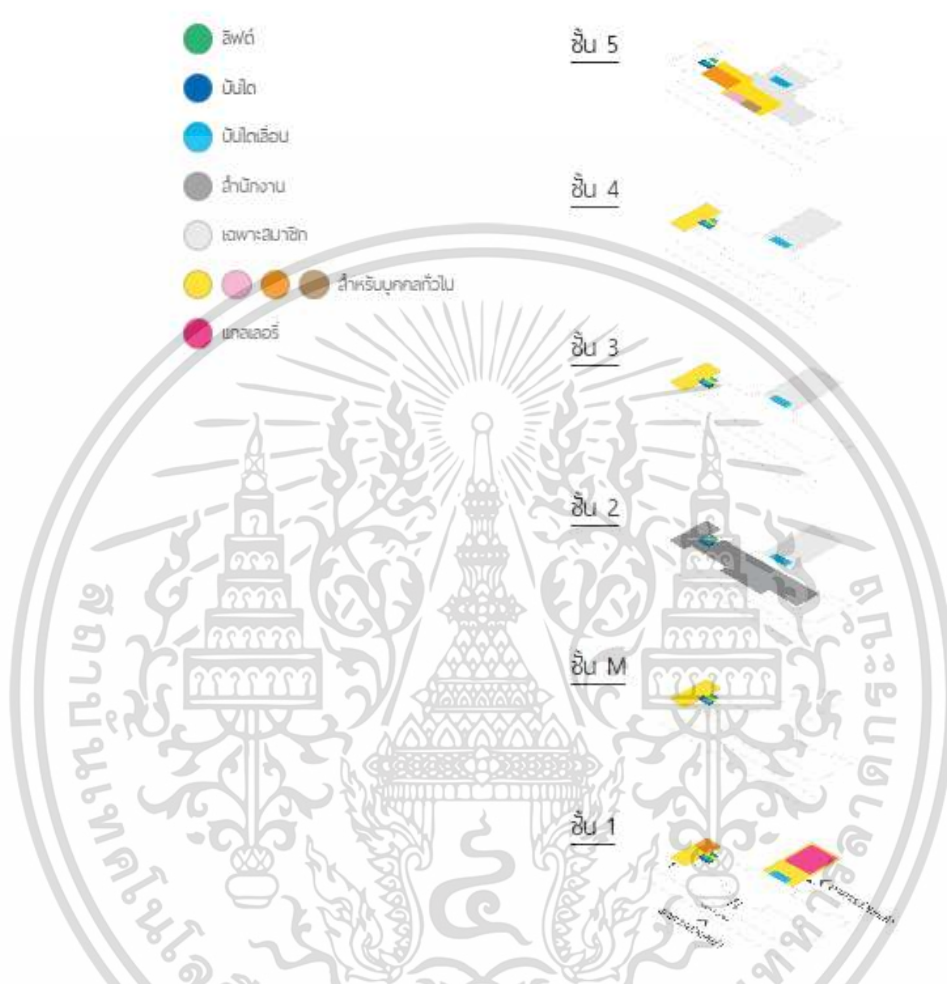 ลิฟต์
บันได
บันไดเลื่อน
สำนักงาน
เฉพาะสมาชิก
สำหรับบุคคลทั่วไป
แกลเลอรี่
ชั้น 5
ชั้น 4
ชั้น 3
ชั้น 2
ชั้น M
ชั้น 1